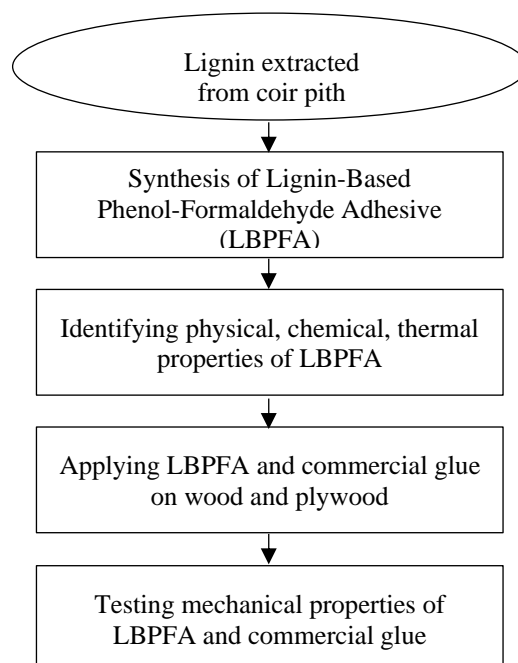 Lignin extracted
from coir pith
Synthesis of Lignin-Based
Phenol-Formaldehyde Adhesive
(LBPFA)
Identifying physical, chemical, thermal
properties of LBPFA
Applying LBPFA and commercial glue
on wood and plywood
Testing mechanical properties of
LBPFA and commercial glue